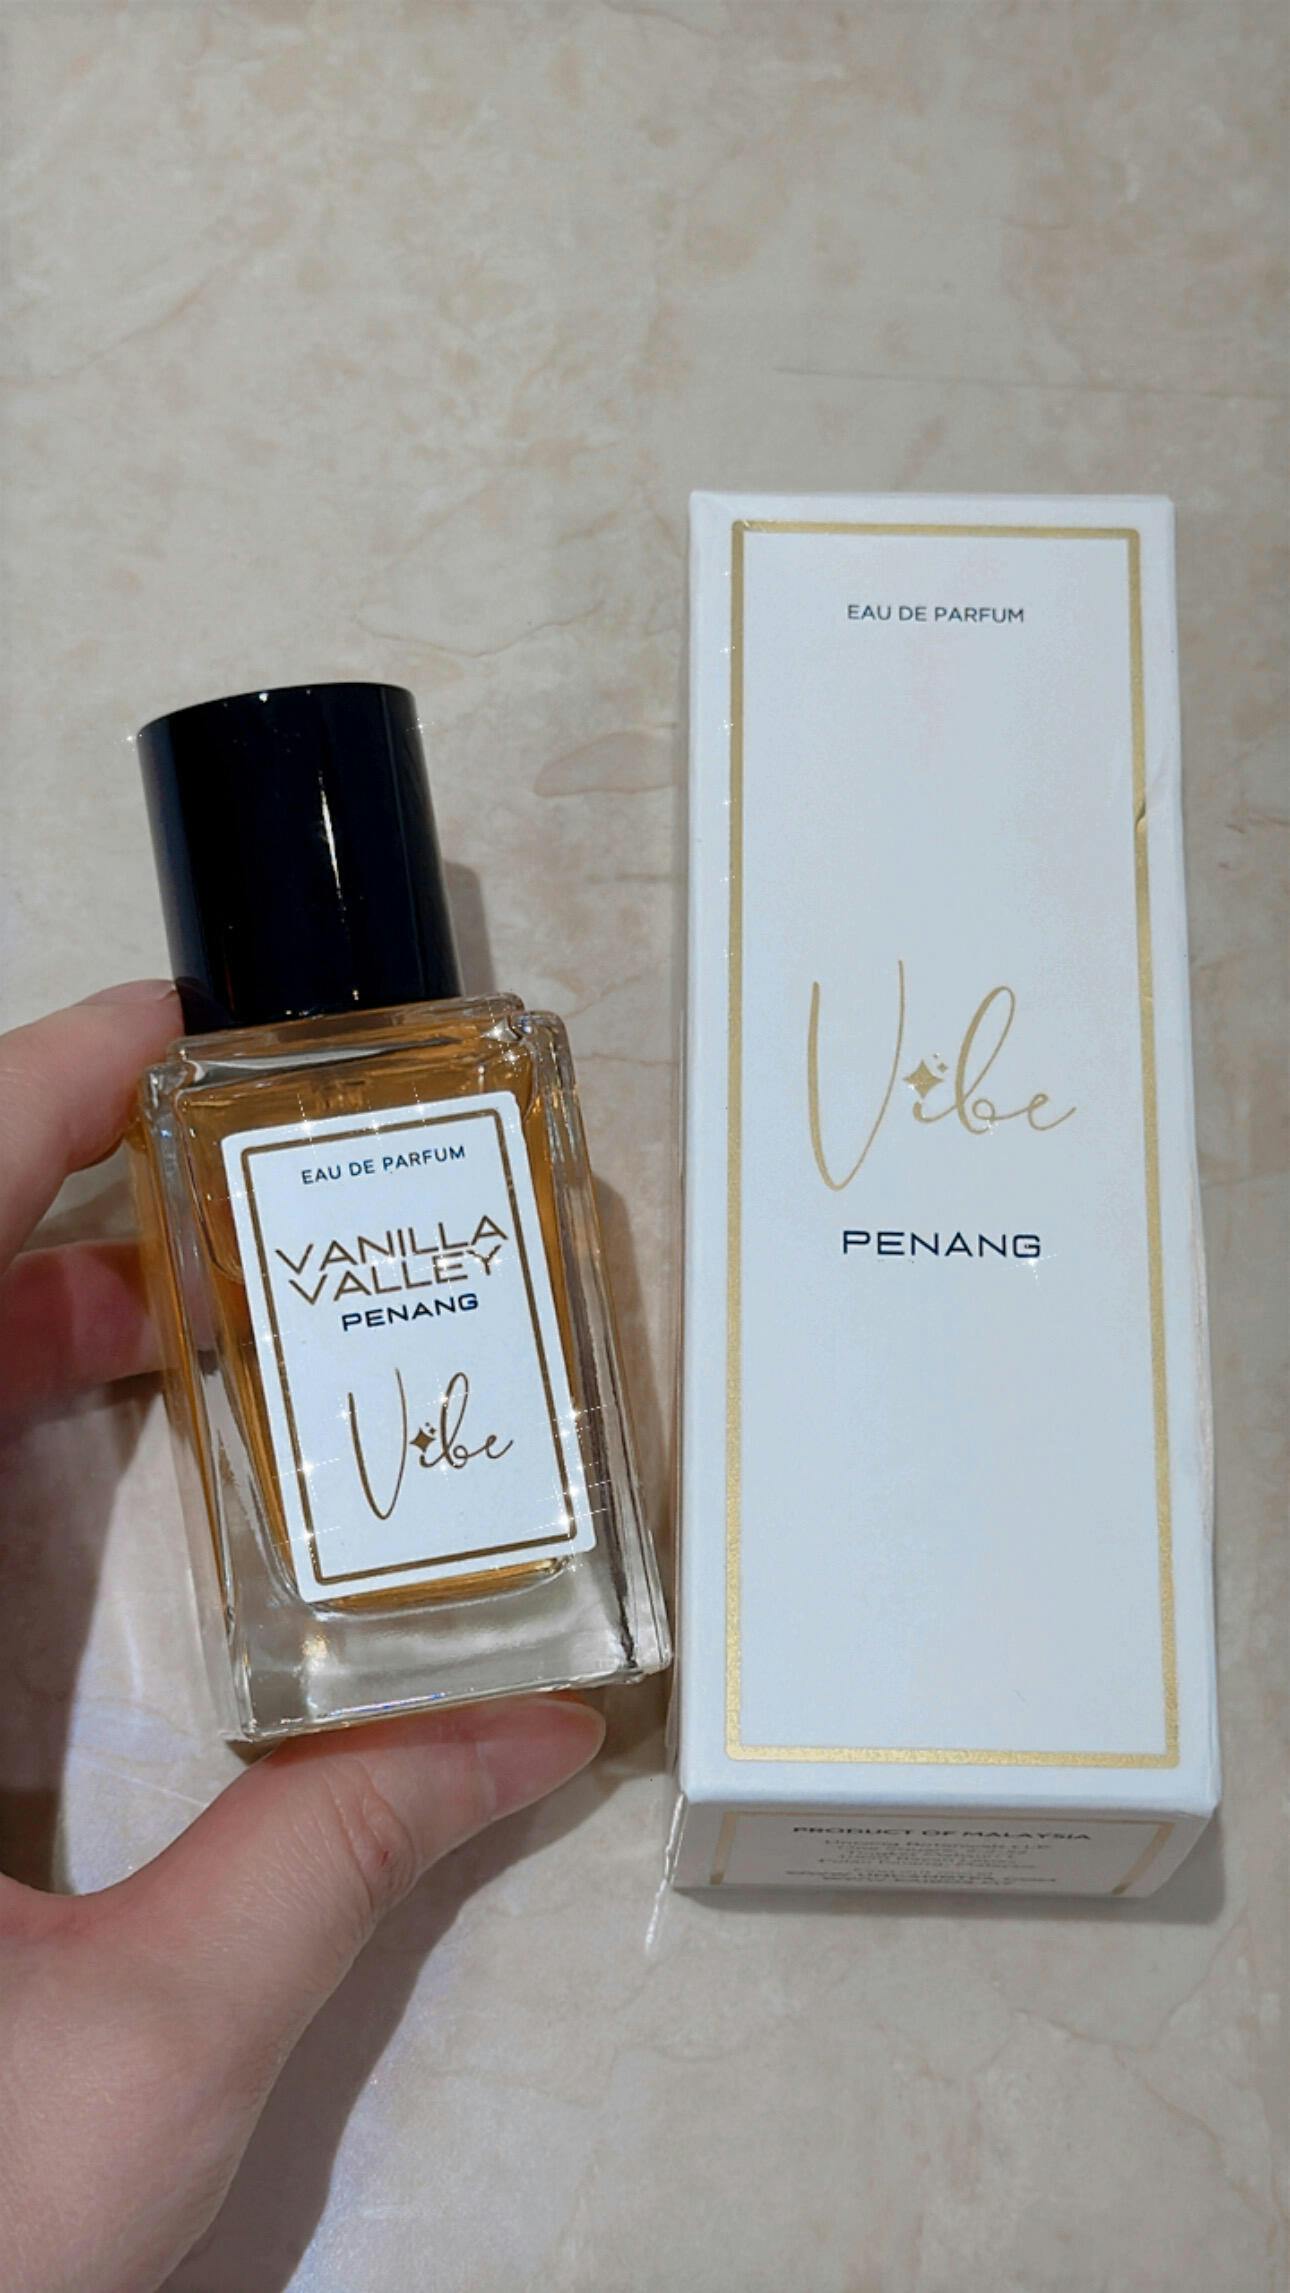 EAU DE PARFUM
VANILLA
VALLEY
PENANG
Vibe
EAU DE PARFUM
Vibe
PENANG
PRODUCT OF MALAYSIA